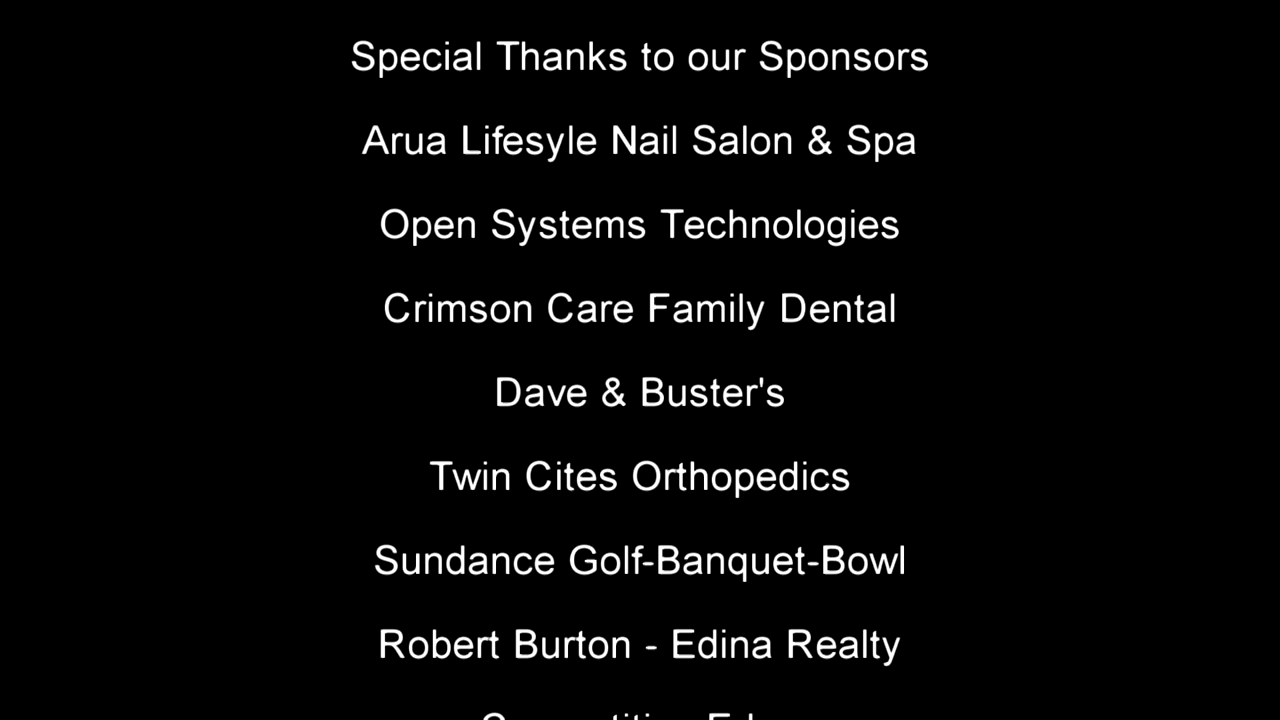 Special Thanks to our Sponsors
Arua Lifesyle Nail Salon & Spa
Open Systems Technologies
Crimson Care Family Dental
Dave & Buster's
Twin Cites Orthopedics
Sundance Golf-Banquet-Bowl
Robert Burton - Edina Realty